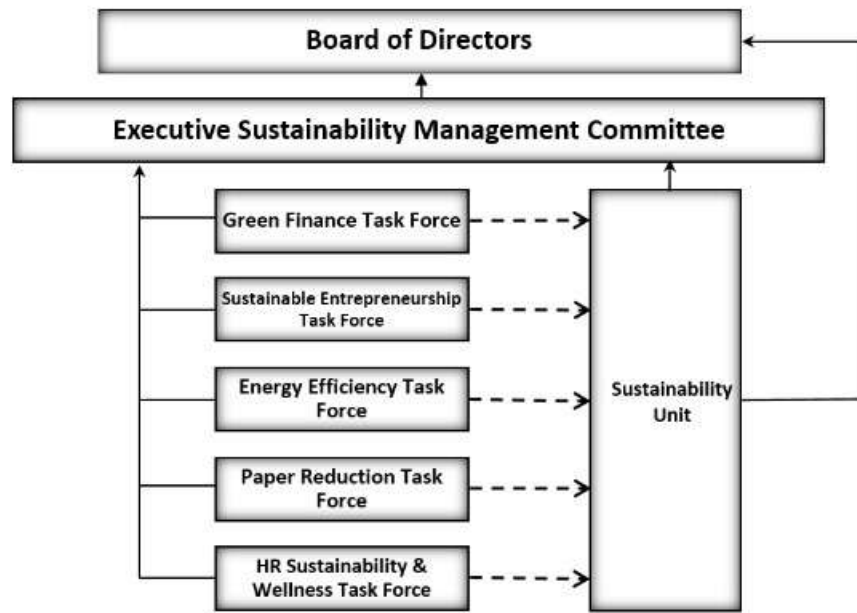 Board of Directors
Executive Sustainability Management Committee
Green Finance Task Force
Sustainable Entrepreneurship
Task Force
Energy Efficiency Task
Force
Paper Reduction Task
Force
HR Sustainability &
Wellness Task Force
Sustainability
Unit